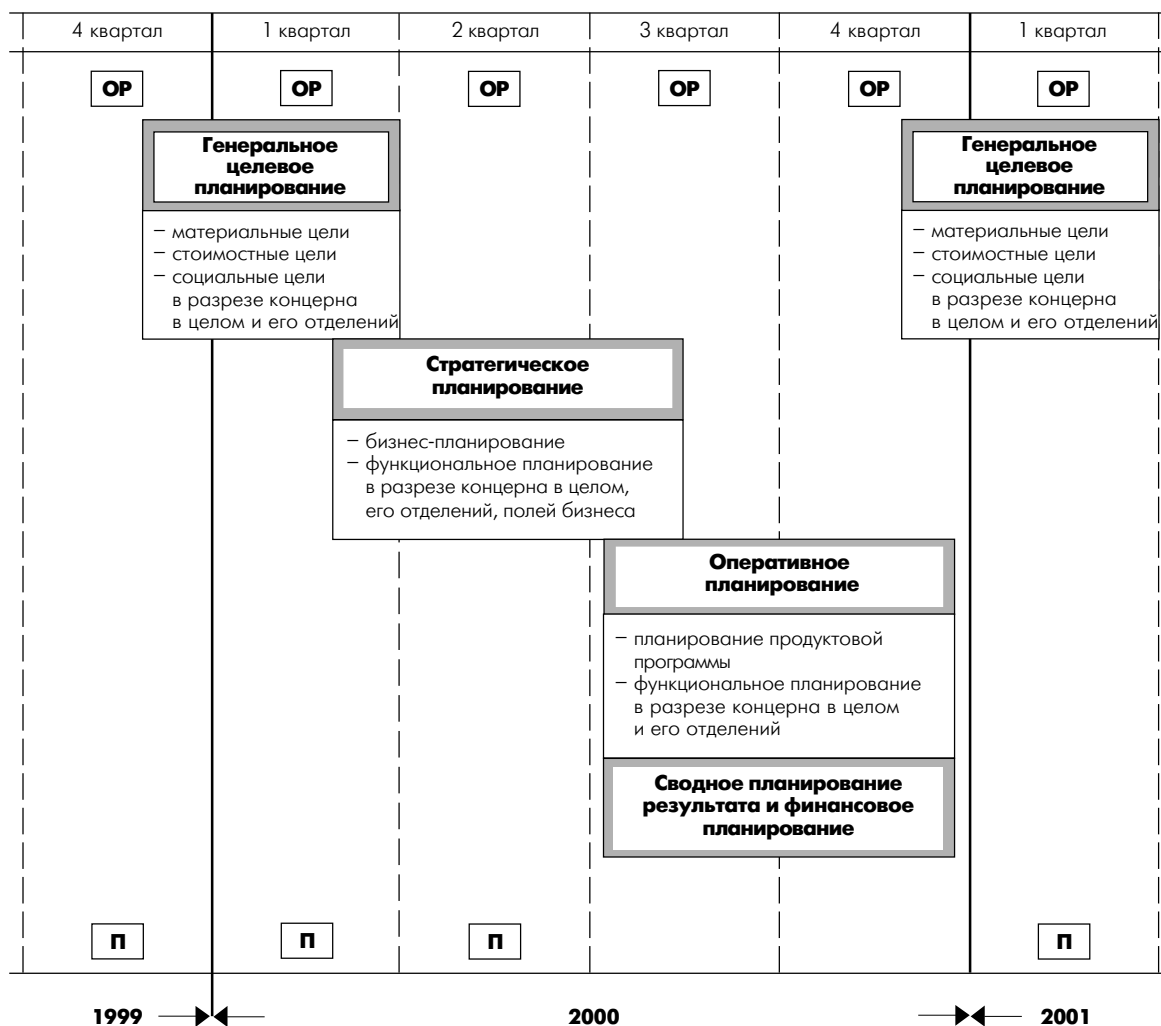 4 квартал 1 квартал 2 квартал 3 квартал 4 квартал 1 квартал
ОР ОР ОР ОР ОР ОР
Генеральное
целевое
планирование
– материальные цели
– стоимостные цели
– социальные цели
в разрезе концерна
в целом и его отделений
Генеральное
целевое
планирование
– материальные цели
– стоимостные цели
– социальные цели
в разрезе концерна
в целом и его отделений
Стратегическое
планирование
– бизнес-планирование
– функциональное планирование
в разрезе концерна в целом,
его отделений, полей бизнеса
Оперативное
планирование
– планирование продуктовой
программы
– функциональное планирование
в разрезе концерна в целом
и его отделений
Сводное планирование
результата и финансовое
планирование
П П П П
1999 2000 2001